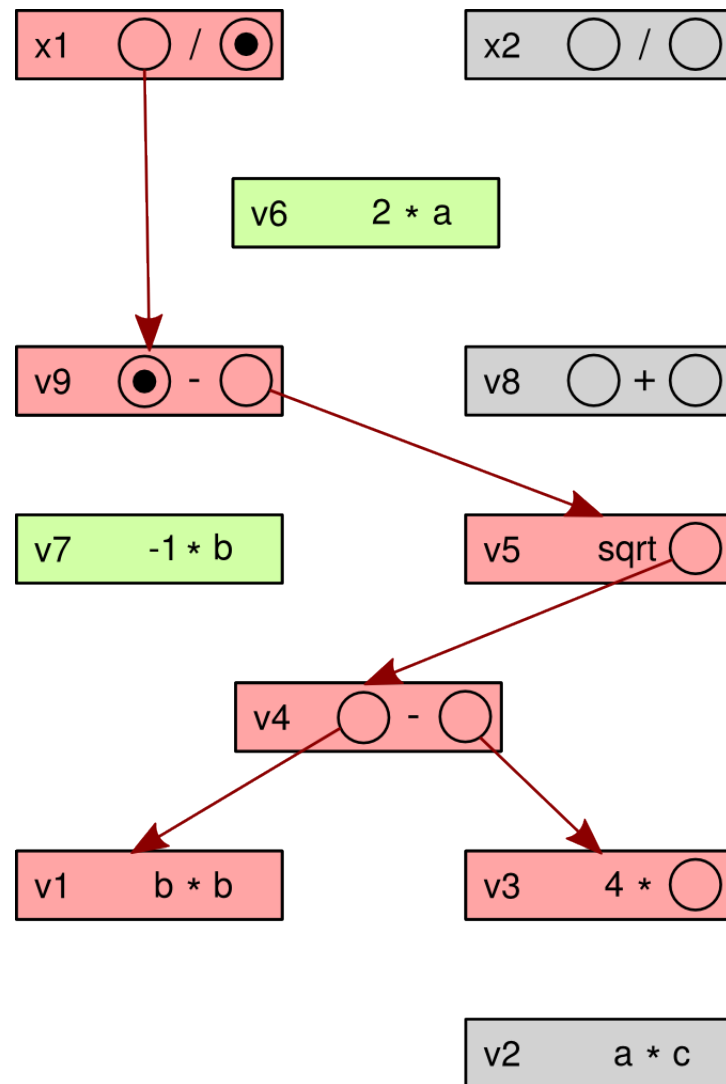 x1 / x2 /
v6 2 * a
v9 - v8 +
v7 -1 * b v5 sqrt
v4 -
v1 b * b v3 4 *
v2 a * c